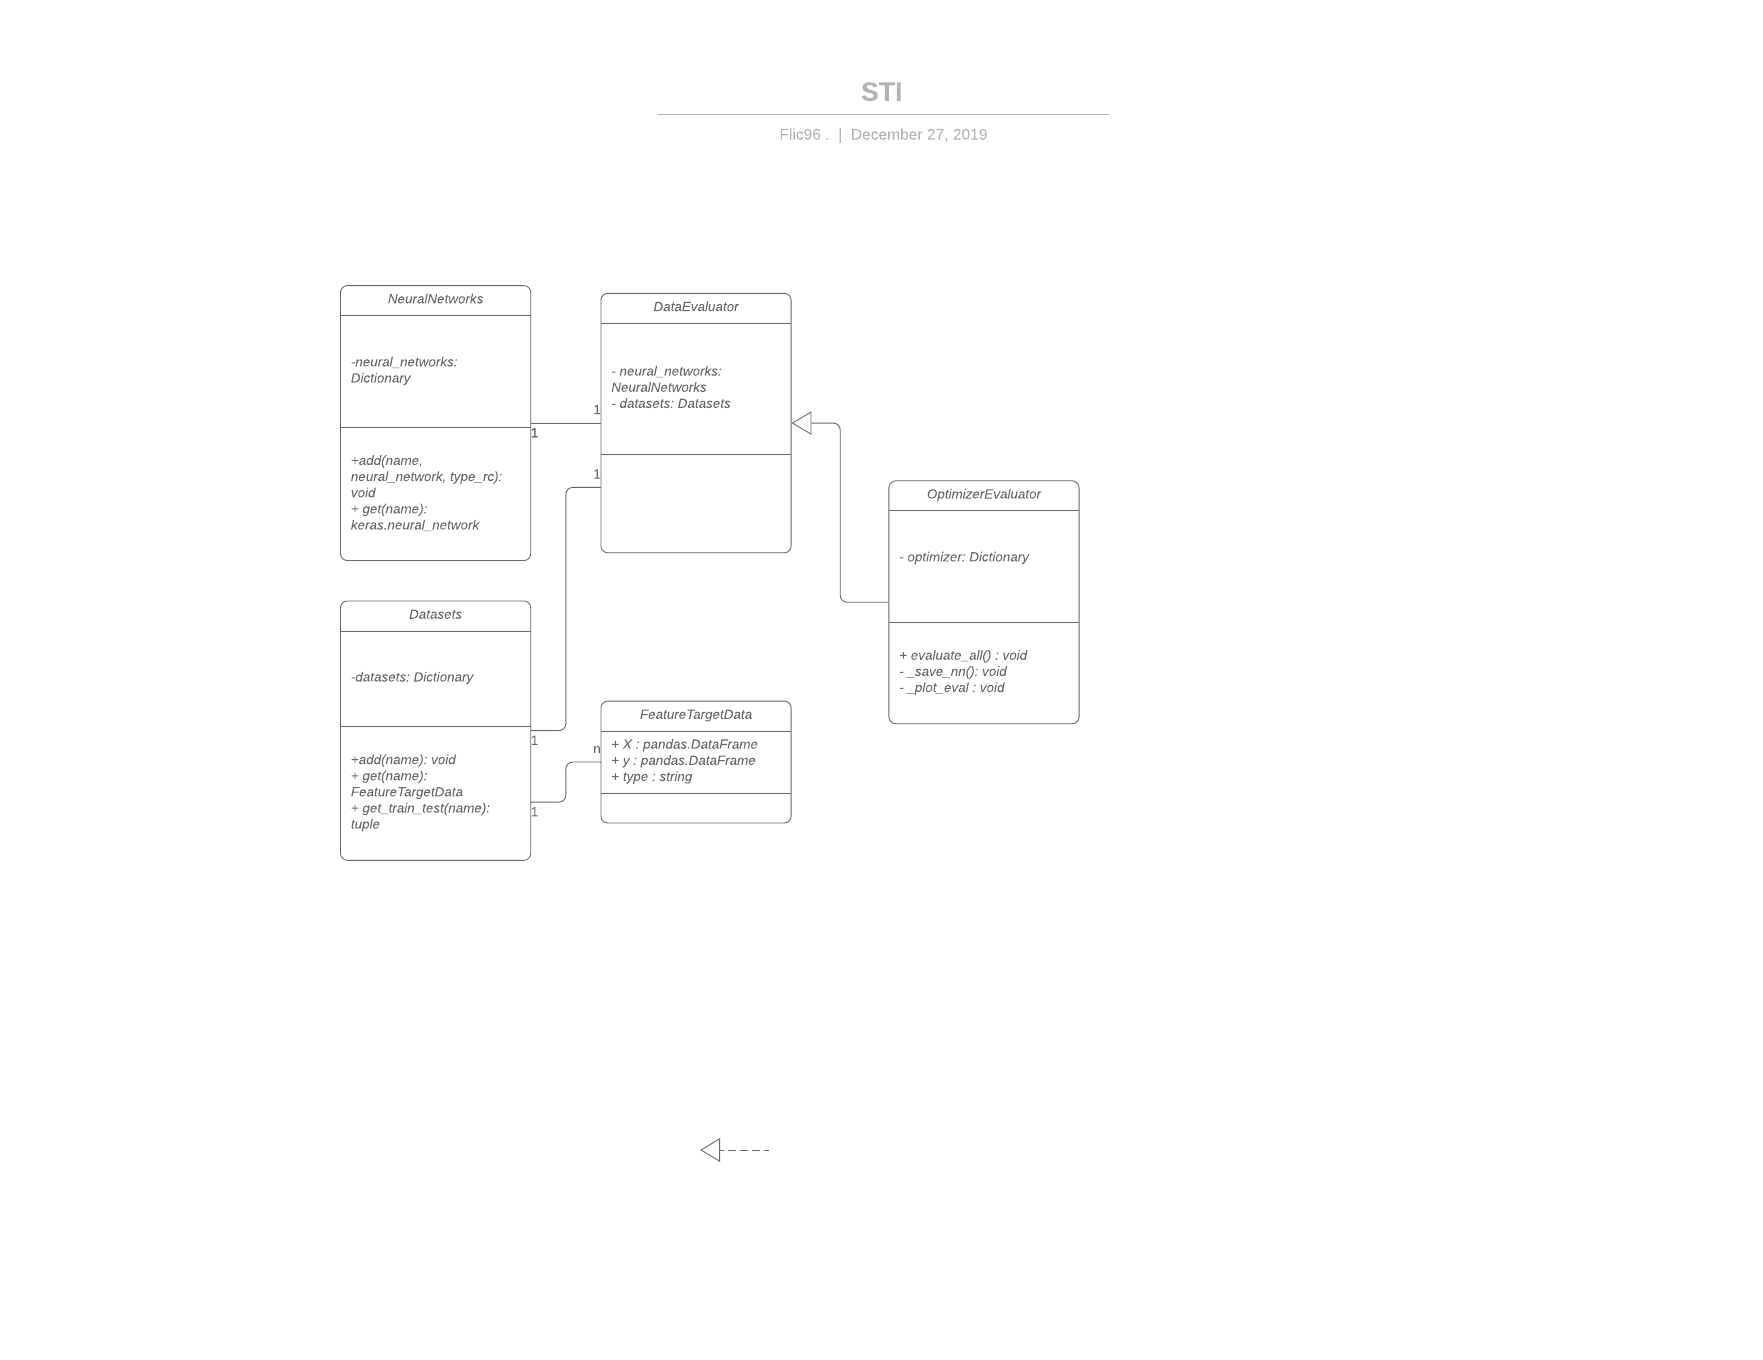 STI
Flic96 . | December 27, 2019
NeuralNetworks
-neural_networks:
Dictionary
+add(name,
neural_network, type_rc):
void
+ get(name):
keras.neural_network
1
1
DataEvaluator
- neural_networks:
NeuralNetworks
- datasets: Datasets
1
OptimizerEvaluator
- optimizer: Dictionary
+ evaluate_all() : void
- _save_nn(): void
- _plot_eval : void
Datasets
-datasets: Dictionary
+add(name): void
+ get(name):
FeatureTargetData
+ get_train_test(name):
tuple
1
n
1
FeatureTargetData
+ X : pandas.DataFrame
+ y : pandas.DataFrame
+ type : string